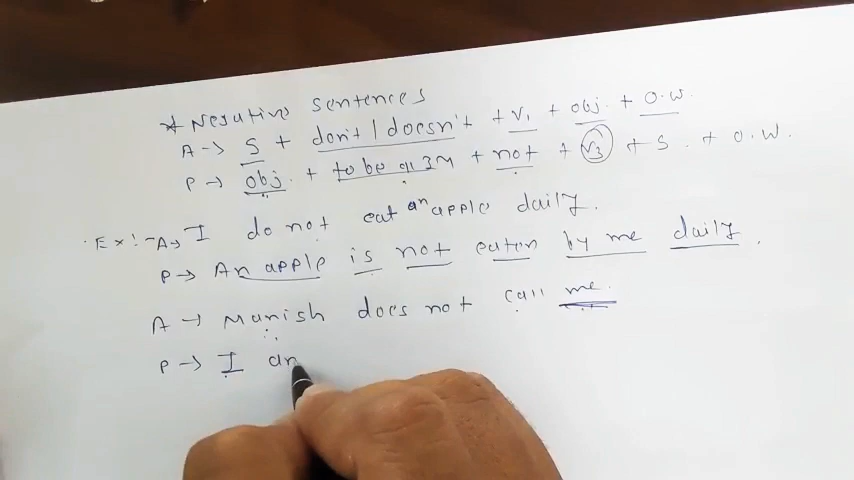 * Negative sentences
A → S + don't / doesn't + V1 + obj. + O.W.
P → obj. + to be के 3 + not + V3 + S. + O.W.
Ex:- A → I do not eat an apple daily.
P → An apple is not eaten by me daily.
A → Manish does not call me.
P → I am